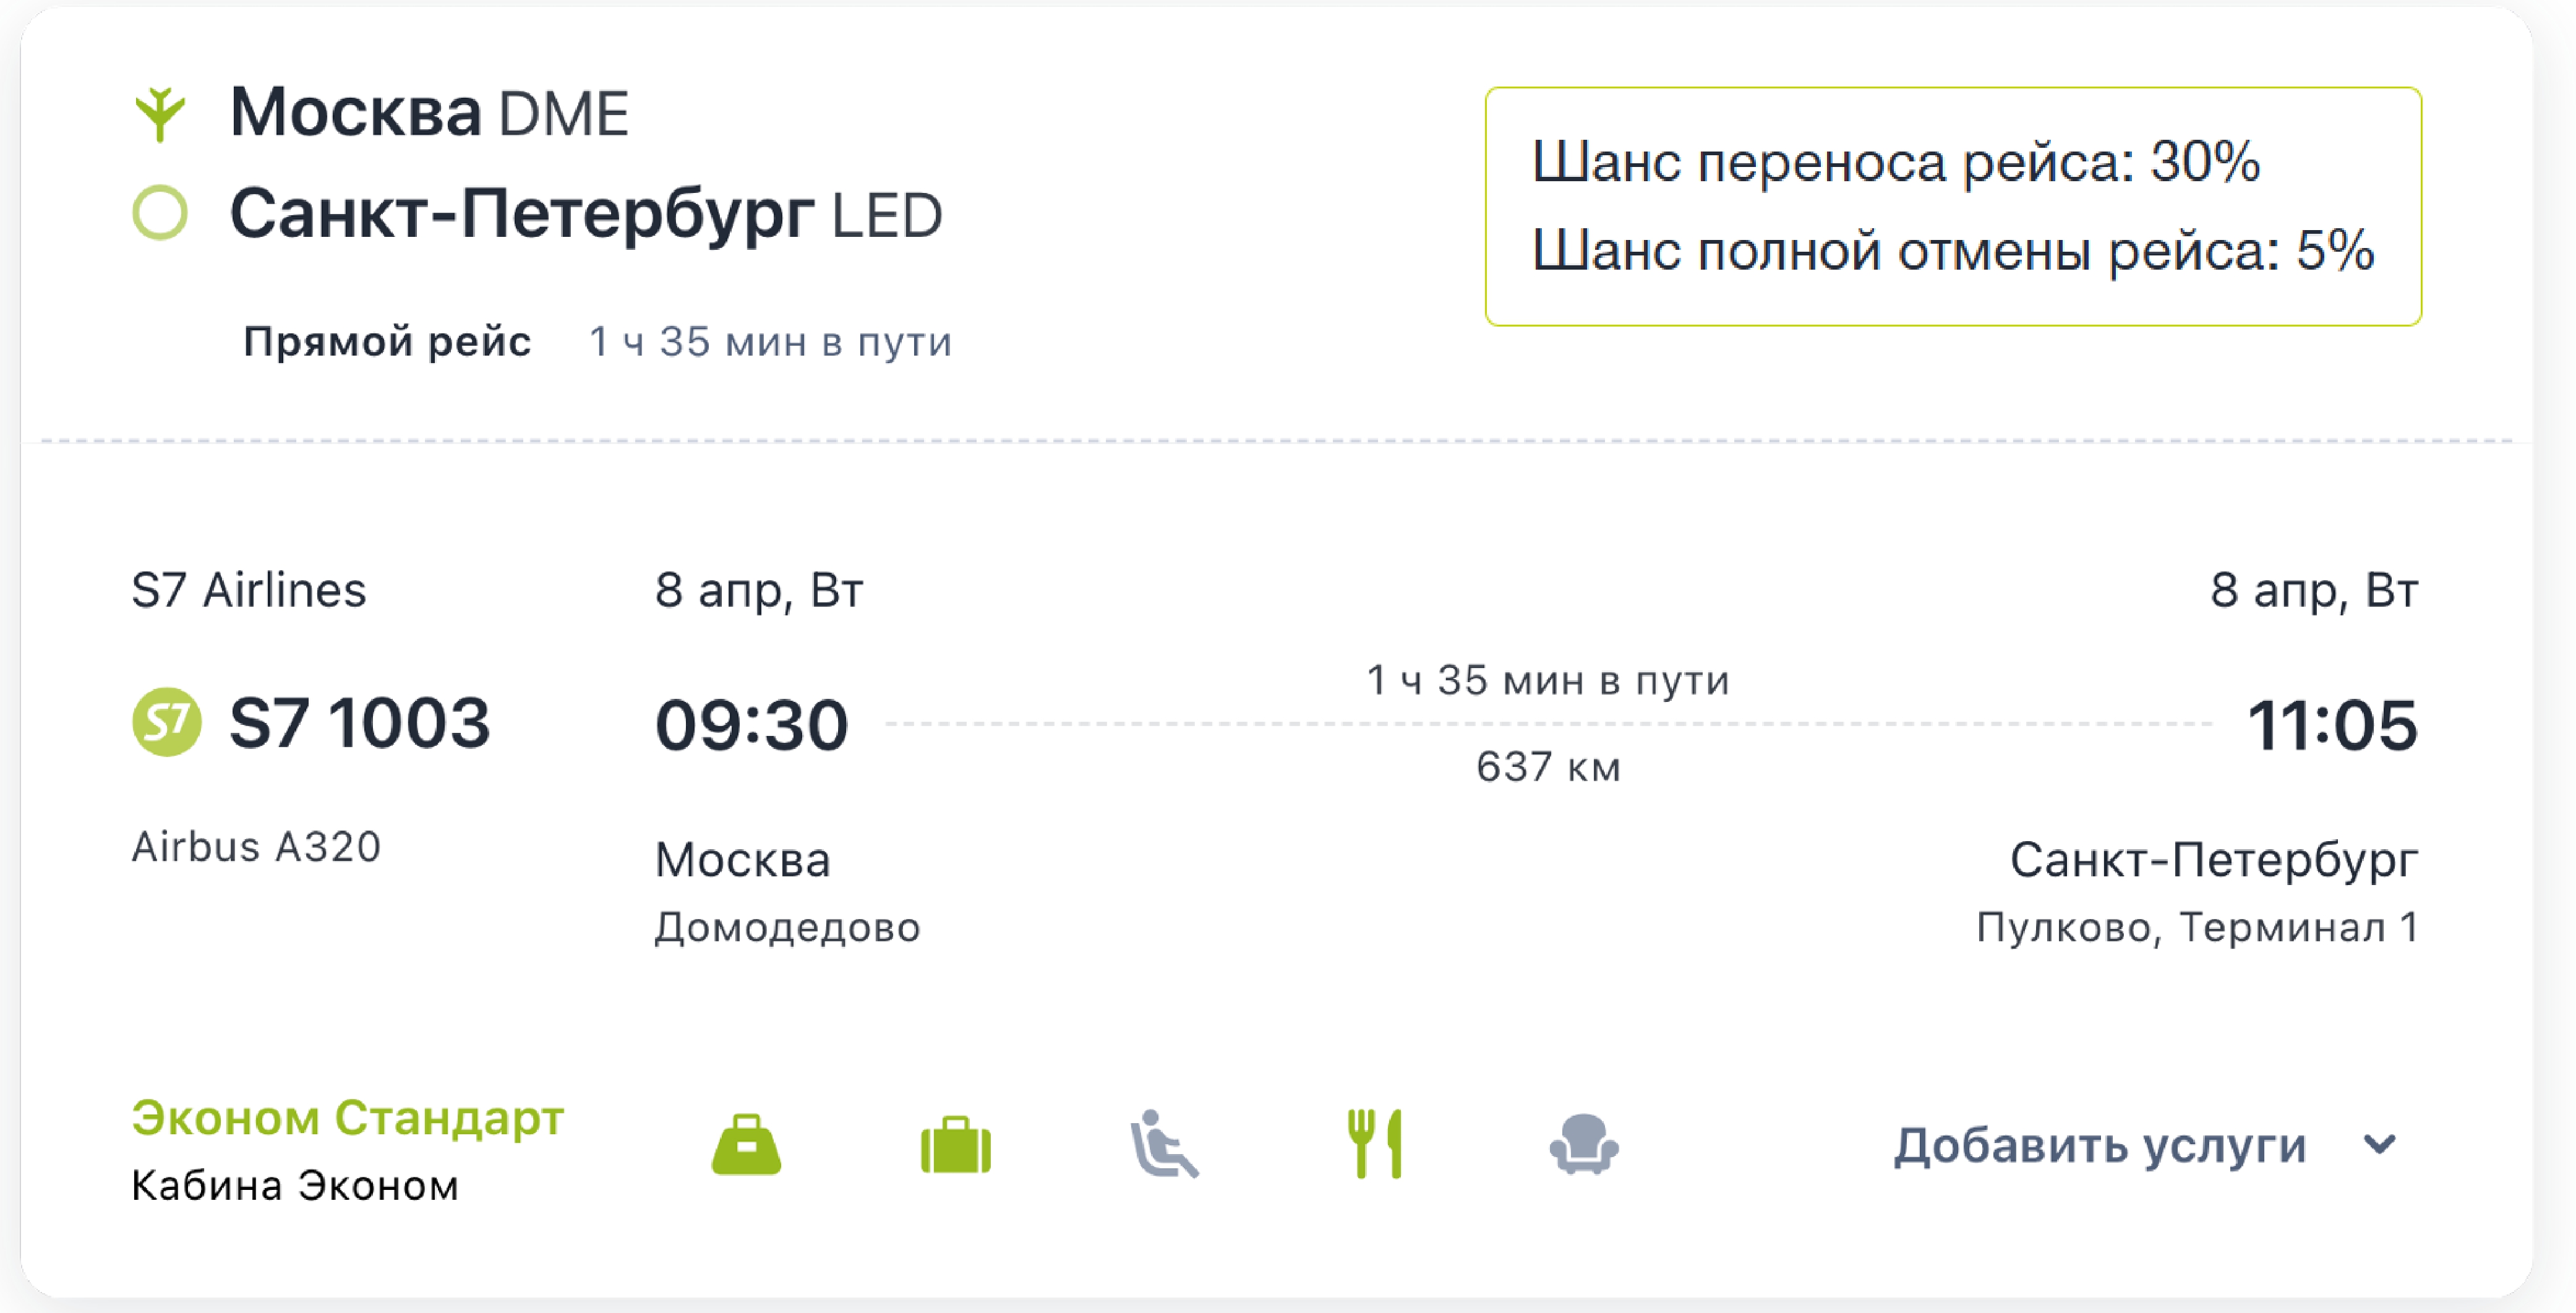 Москва DME
Санкт-Петербург LED
Прямой рейс 1 ч 35 мин в пути
Шанс переноса рейса: 30%
Шанс полной отмены рейса: 5%
S7 Airlines
8 апр, Вт
8 апр, Вт
S7 S7 1003
09:30
1 ч 35 мин в пути
637 км
11:05
Airbus A320
Москва
Домодедово
Санкт-Петербург
Пулково, Терминал 1
Эконом Стандарт
Кабина Эконом
Добавить услуги